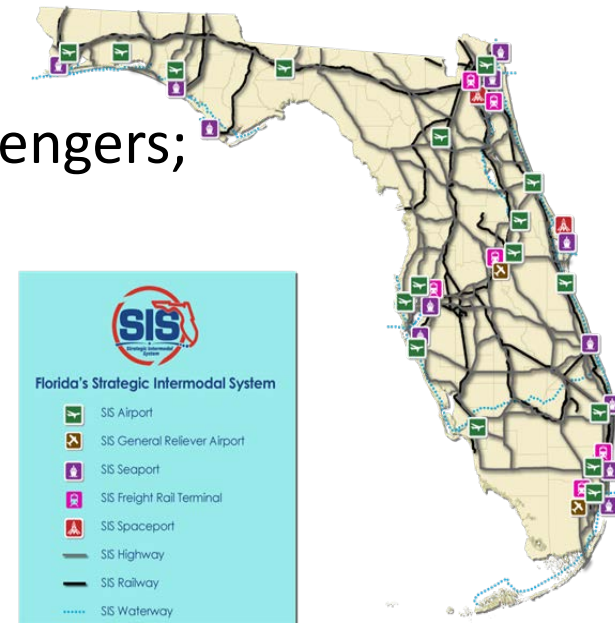 engers;
SIS
Strategic Intermodal
System
Florida's Strategic Intermodal System
SIS Airport
SIS General Reliever Airport
SIS Seaport
SIS Freight Rail Terminal
SIS Spaceport
SIS Highway
SIS Railway
SIS Waterway